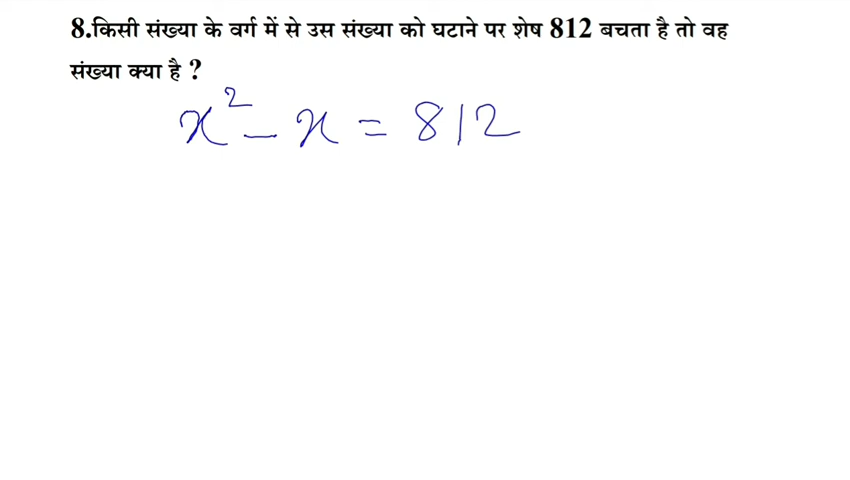 8.किसी संख्या के वर्ग में से उस संख्या को घटाने पर शेष 812 बचता है तो वह
संख्या क्या है ?
x² – x = 812